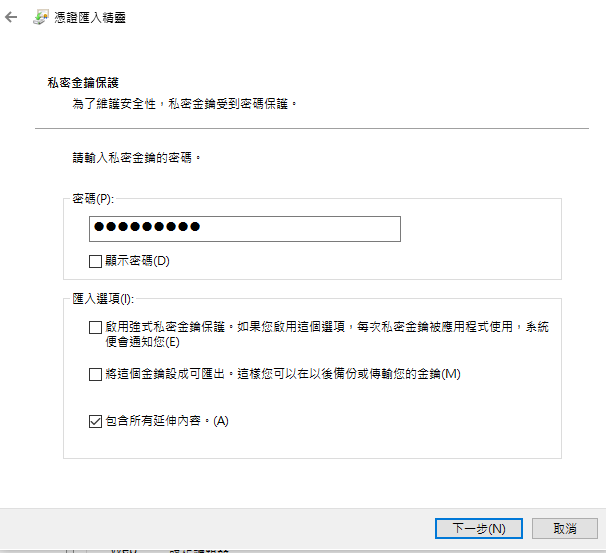 憑證匯入精靈
私密金鑰保護
為了維護安全性，私密金鑰受到密碼保護。
請輸入私密金鑰的密碼。
密碼(P):
●●●●●●●●●
顯示密碼(D)
匯入選項(I):
啟用強式私密金鑰保護。如果您啟用這個選項，每次私密金鑰被應用程式使用，系統
便會通知您(E)
將這個金鑰設成可匯出。這樣您可以在以後備份或傳輸您的金鑰(M)
包含所有延伸內容。(A)
下一步(N)
取消